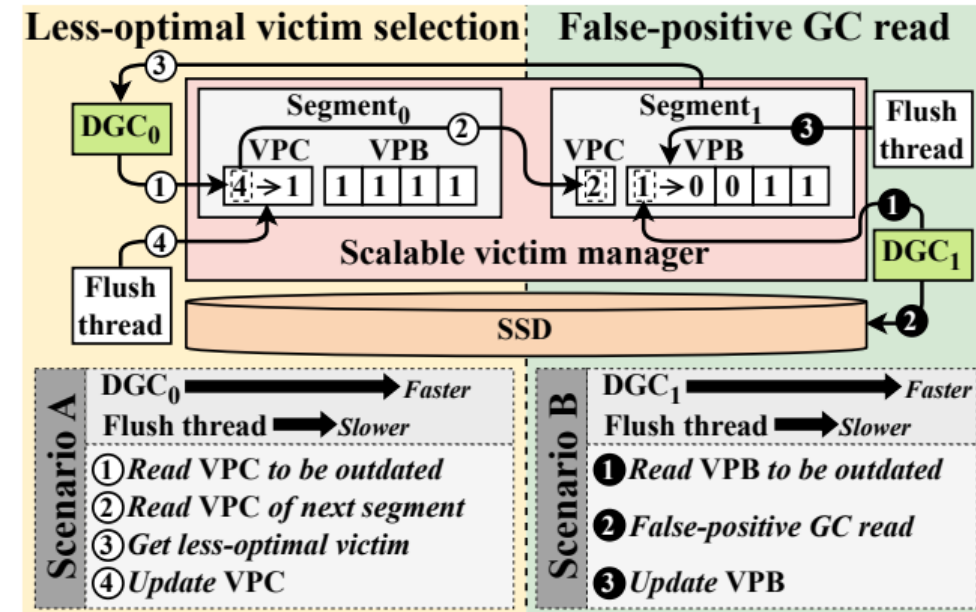 Less-optimal victim selection
False-positive GC read
3
DGC0
Segment0
2
VPC VPB
1
4→1 1 1 1 1
4
Flush
thread
Segment1
3
Flush
thread
VPC VPB
2 1→0 0 1 1
1
DGC1
2
Scalable victim manager
SSD
Scenario A
DGC0 Faster
Flush thread Slower
1 Read VPC to be outdated
2 Read VPC of next segment
3 Get less-optimal victim
4 Update VPC
Scenario B
DGC1 Faster
Flush thread Slower
1 Read VPB to be outdated
2 False-positive GC read
3 Update VPB